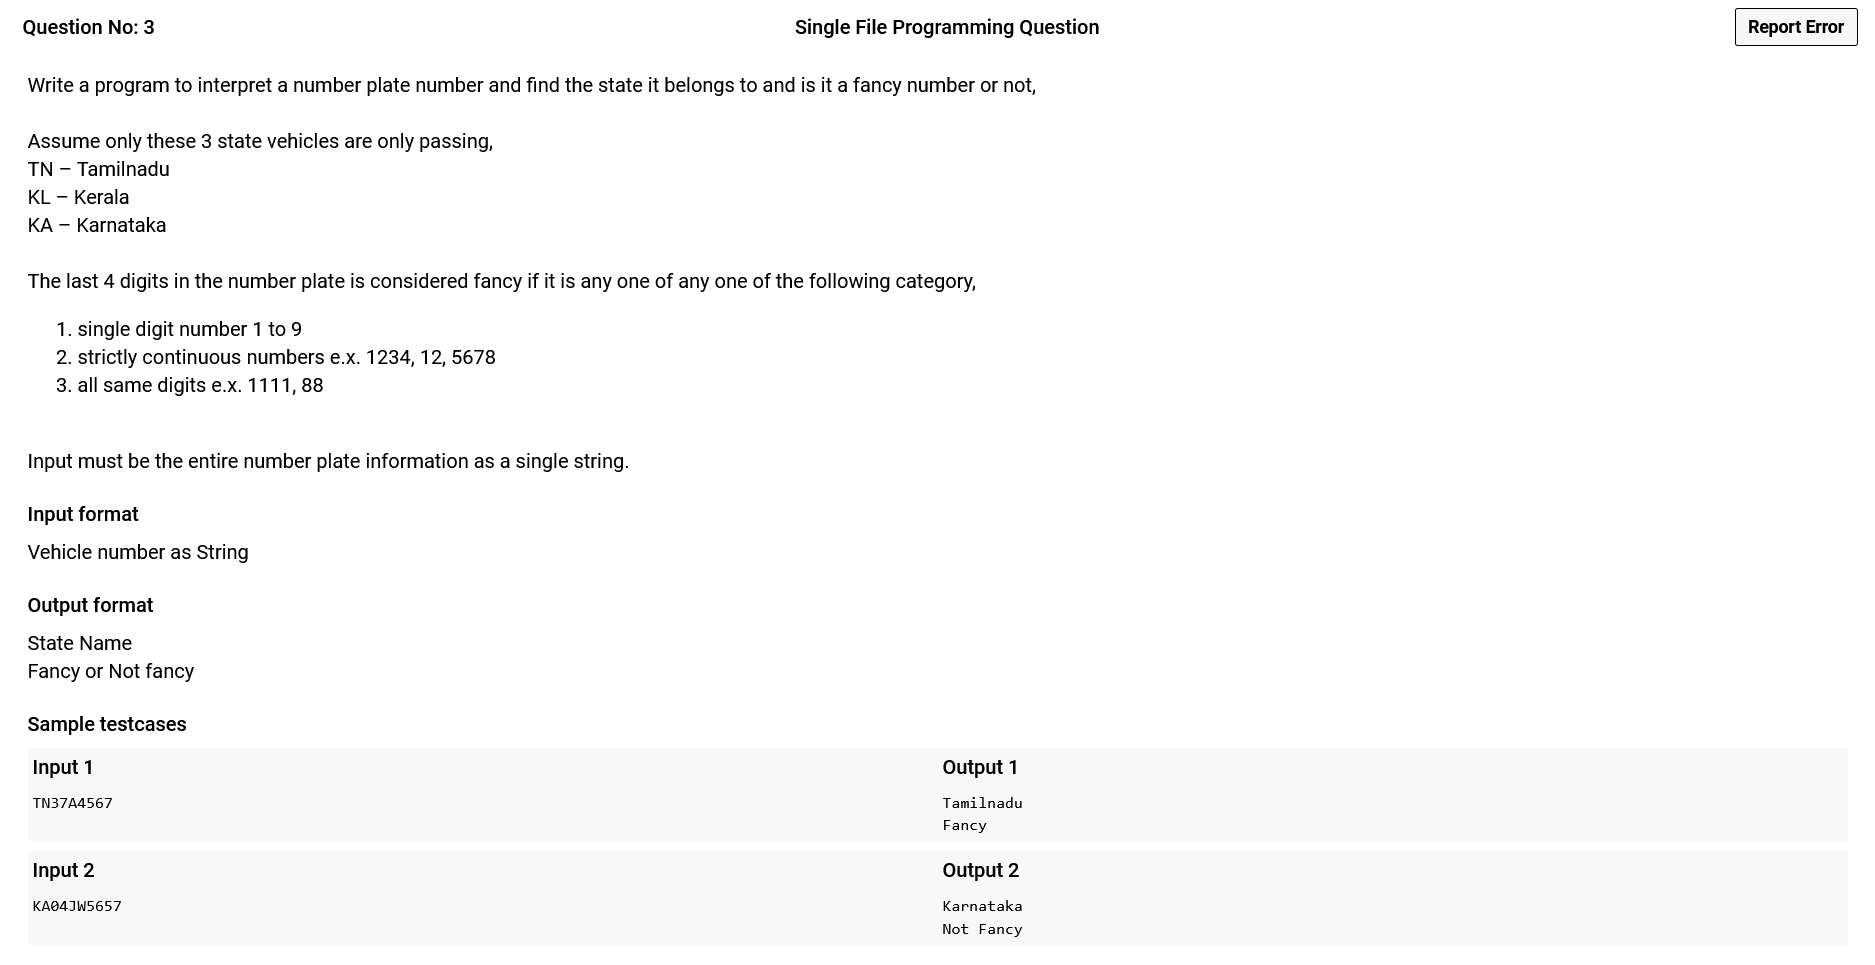 Question No: 3
Single File Programming Question
Report Error
Write a program to interpret a number plate number and find the state it belongs to and is it a fancy number or not,
Assume only these 3 state vehicles are only passing,
TN – Tamilnadu
KL – Kerala
KA – Karnataka
The last 4 digits in the number plate is considered fancy if it is any one of any one of the following category,
1. single digit number 1 to 9
2. strictly continuous numbers e.x. 1234, 12, 5678
3. all same digits e.x. 1111, 88
Input must be the entire number plate information as a single string.
Input format
Vehicle number as String
Output format
State Name
Fancy or Not fancy
Sample testcases
Input 1
Output 1
TN37A4567
Tamilnadu
Fancy
Input 2
Output 2
KA04JW5657
Karnataka
Not Fancy